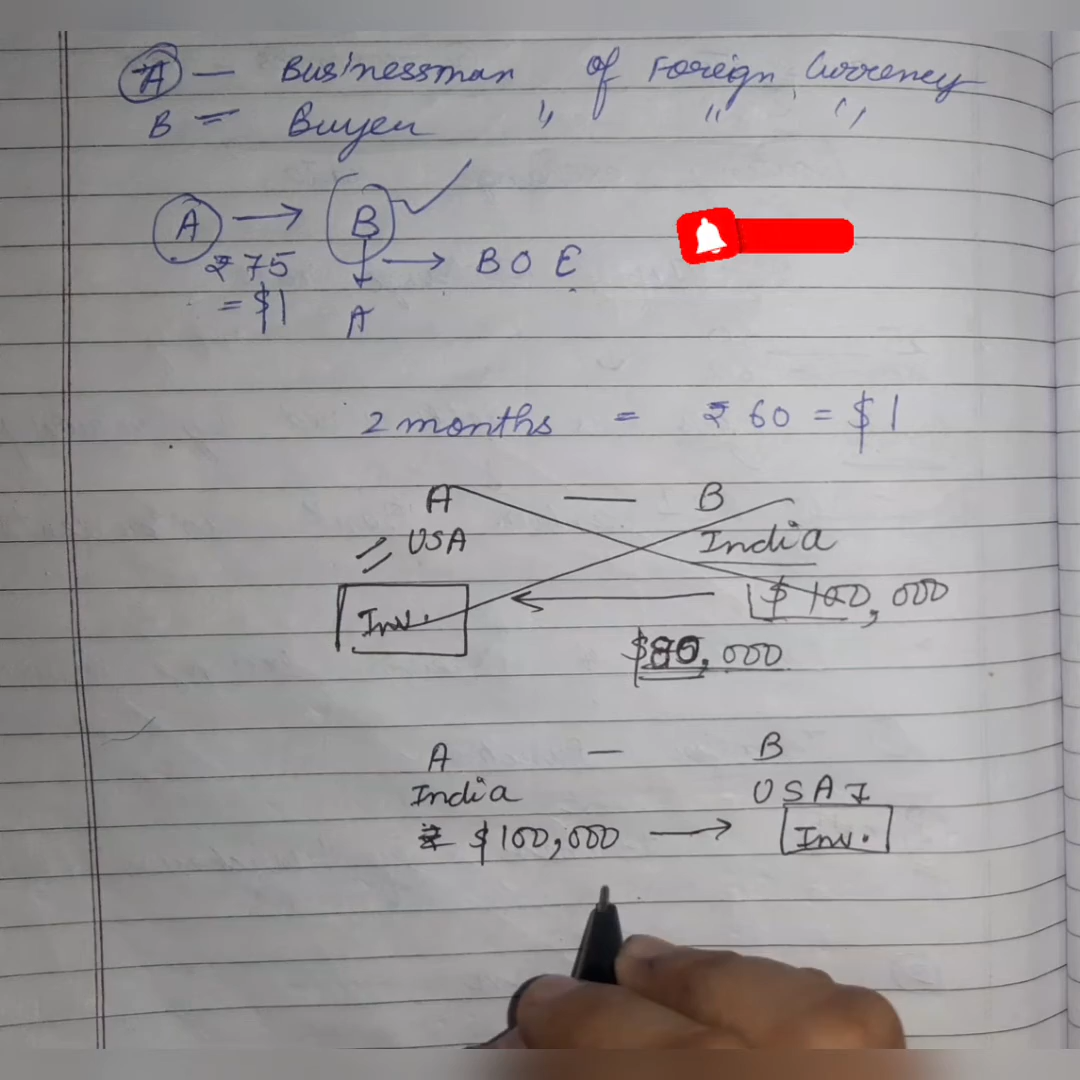 A — Businessman of Foreign Currency
B = Buyer " " "
A → B
₹75 → BOE
= $1 A
2 months = ₹60 = $1
A — B
USA India
Inv. ← $100,000
$80,000
A — B
India USA
$100,000 → Inv.